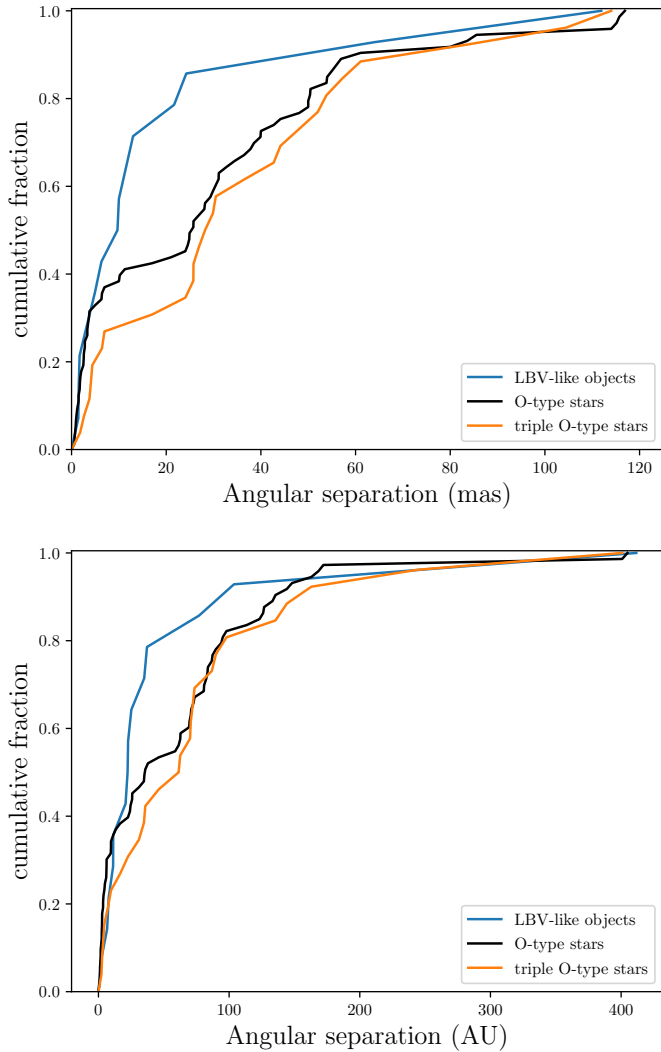 1.0
0.8
0.6
0.4
0.2
0.0
cumulative fraction
LBV-like objects
O-type stars
triple O-type stars
0 20 40 60 80 100 120
Angular separation (mas)
1.0
0.8
0.6
0.4
0.2
0.0
cumulative fraction
LBV-like objects
O-type stars
triple O-type stars
0 100 200 300 400
Angular separation (AU)